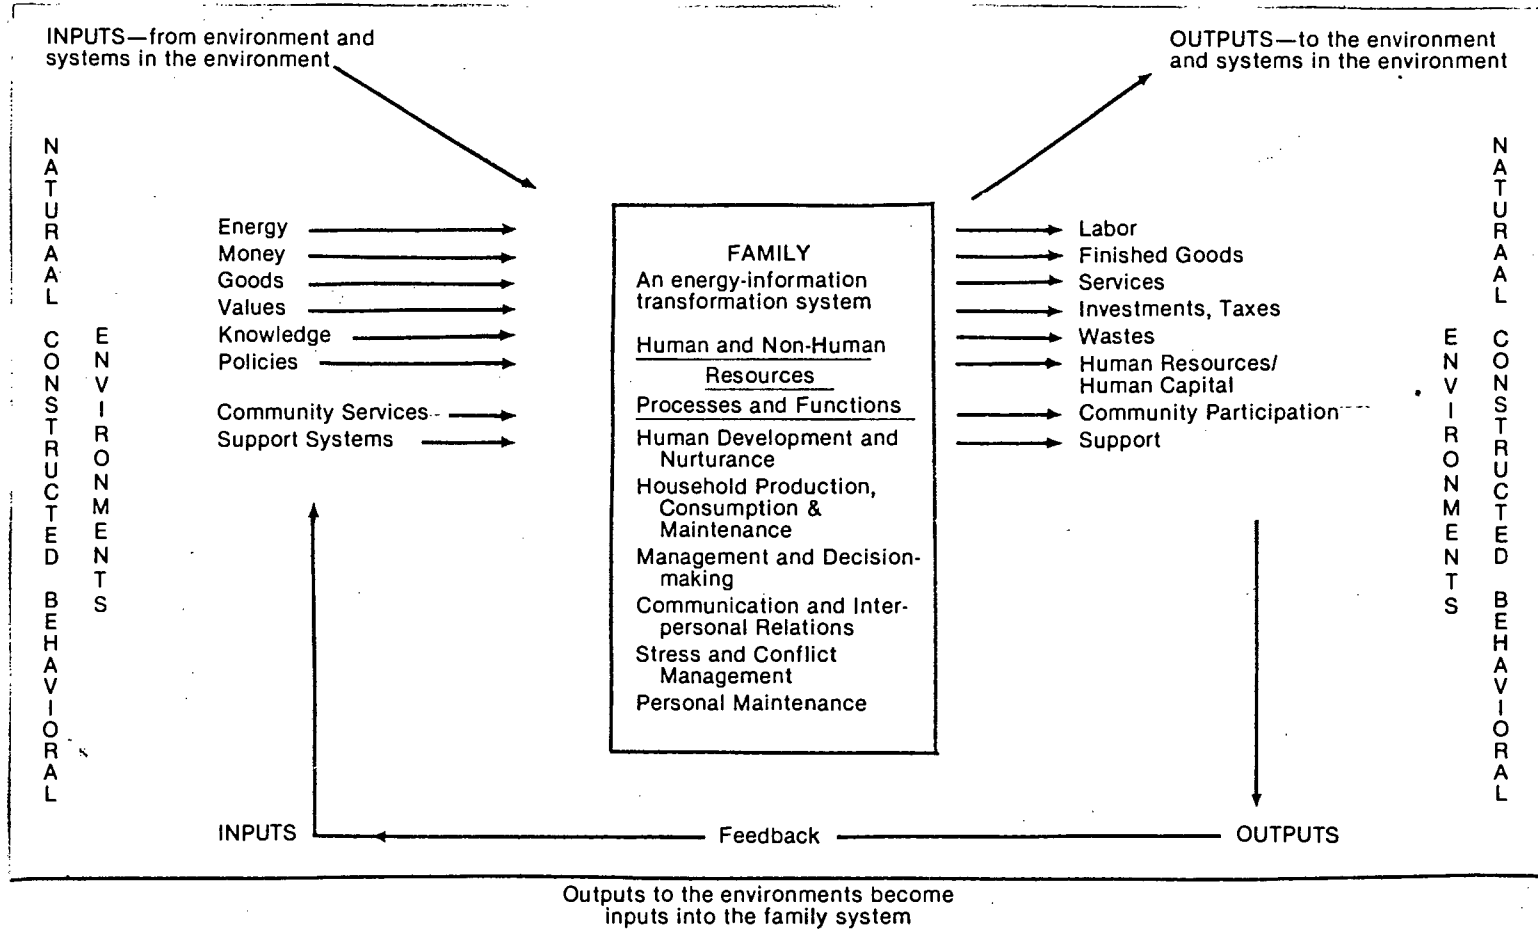 INPUTS—from environment and
systems in the environment
OUTPUTS—to the environment
and systems in the environment
NATURAAL CONSTRUCTED BEHAVIORAL
ENVIRONMENTS
Energy
Money
Goods
Values
Knowledge
Policies
Community Services
Support Systems
FAMILY
An energy-information
transformation system
Human and Non-Human
Resources
Processes and Functions
Human Development and
Nurturance
Household Production,
Consumption &
Maintenance
Management and Decision-
making
Communication and Inter-
personal Relations
Stress and Conflict
Management
Personal Maintenance
Labor
Finished Goods
Services
Investments, Taxes
Wastes
Human Resources/
Human Capital
Community Participation
Support
ENVIRONMENTS
NATURAAL CONSTRUCTED BEHAVIORAL
INPUTS
Feedback
OUTPUTS
Outputs to the environments become
inputs into the family system